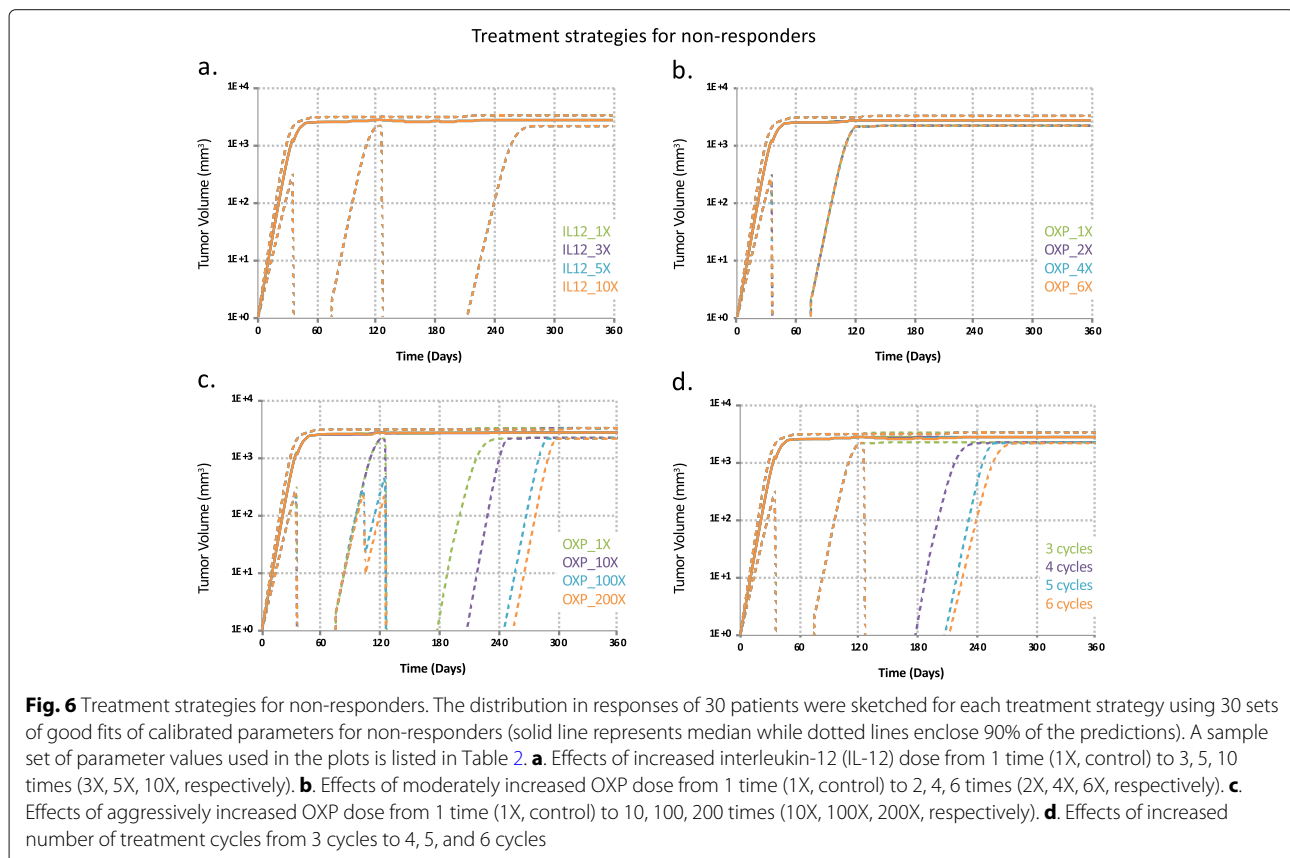 Treatment strategies for non-responders
a.
1E+4
1E+3
1E+2
1E+1
1E+0
Tumor Volume (mm³)
IL12_1X
IL12_3X
IL12_5X
IL12_10X
0 60 120 180 240 300 360
Time (Days)
b.
1E+4
1E+3
1E+2
1E+1
1E+0
Tumor Volume (mm³)
OXP_1X
OXP_2X
OXP_4X
OXP_6X
0 60 120 180 240 300 360
Time (Days)
c.
1E+4
1E+3
1E+2
1E+1
1E+0
Tumor Volume (mm³)
OXP_1X
OXP_10X
OXP_100X
OXP_200X
0 60 120 180 240 300 360
Time (Days)
d.
1E+4
1E+3
1E+2
1E+1
1E+0
Tumor Volume (mm³)
3 cycles
4 cycles
5 cycles
6 cycles
0 60 120 180 240 300 360
Time (Days)
Fig. 6 Treatment strategies for non-responders. The distribution in responses of 30 patients were sketched for each treatment strategy using 30 sets
of good fits of calibrated parameters for non-responders (solid line represents median while dotted lines enclose 90% of the predictions). A sample
set of parameter values used in the plots is listed in Table 2. a. Effects of increased interleukin-12 (IL-12) dose from 1 time (1X, control) to 3, 5, 10
times (3X, 5X, 10X, respectively). b. Effects of moderately increased OXP dose from 1 time (1X, control) to 2, 4, 6 times (2X, 4X, 6X, respectively). c.
Effects of aggressively increased OXP dose from 1 time (1X, control) to 10, 100, 200 times (10X, 100X, 200X, respectively). d. Effects of increased
number of treatment cycles from 3 cycles to 4, 5, and 6 cycles